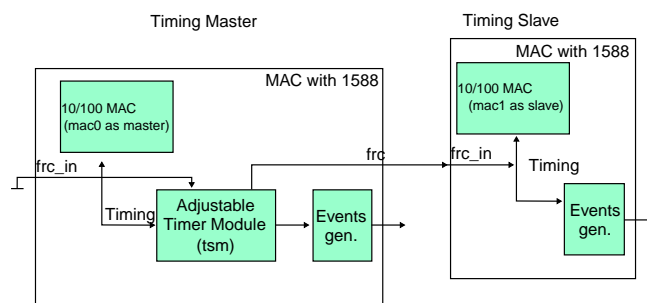 Timing Master
Timing Slave
MAC with 1588
MAC with 1588
10/100 MAC
(mac0 as master)
10/100 MAC
(mac1 as slave)
frc_in
frc
frc_in
Timing
Timing
Adjustable
Timer Module
(tsm)
Events
gen.
Events
gen.